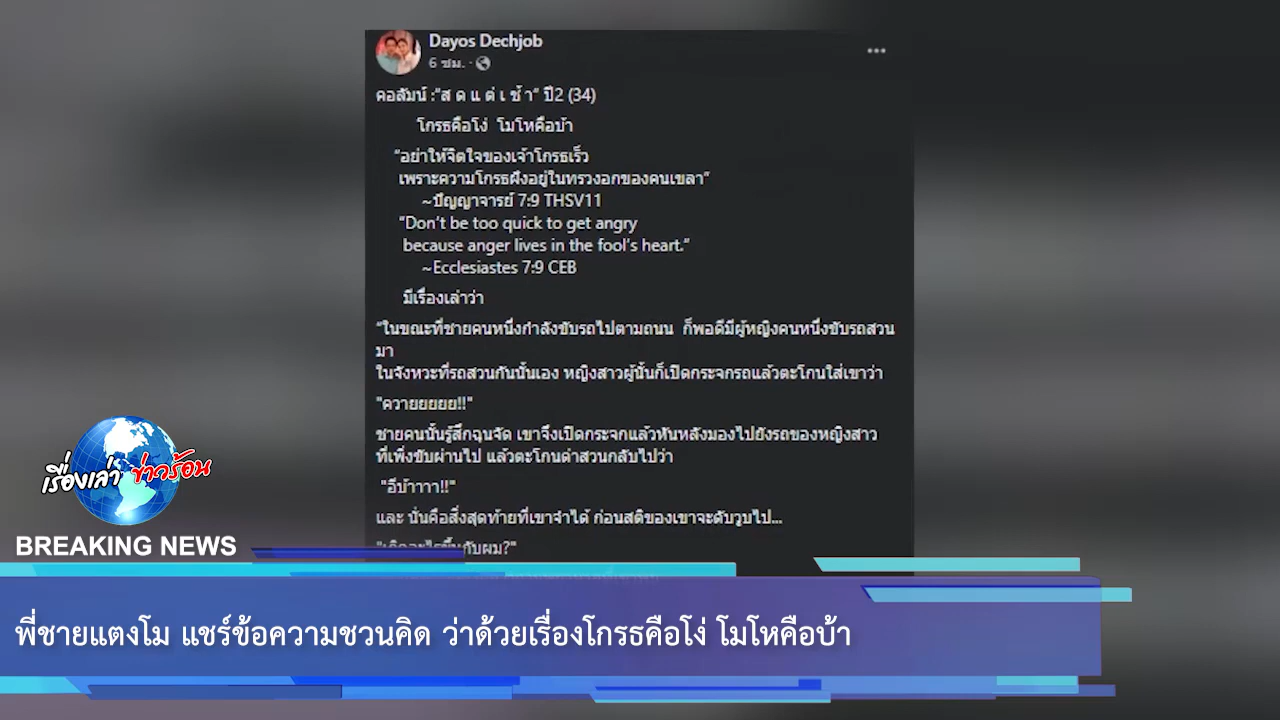 Dayos Dechjob
6 ชม. ·
คอลัมน์ :“ส ด แ ต่ เ ช้ า” ปี2 (34)
โกรธคือโง่ โมโหคือบ้า
“อย่าให้จิตใจของเจ้าโกรธเร็ว
เพราะความโกรธฝังอยู่ในทรวงอกของคนเขลา”
~ปัญญาจารย์ 7:9 THSV11
“Don’t be too quick to get angry
because anger lives in the fool’s heart.”
~Ecclesiastes 7:9 CEB
มีเรื่องเล่าว่า
“ในขณะที่ชายคนหนึ่งกำลังขับรถไปตามถนน ก็พอดีมีผู้หญิงคนหนึ่งขับรถสวน
มา
ในจังหวะที่รถสวนกันนั้นเอง หญิงสาวผู้นั้นก็เปิดกระจกรถแล้วตะโกนใส่เขาว่า
"ควายยยยย!!"
ชายคนนั้นรู้สึกฉุนจัด เขาจึงเปิดกระจกแล้วหันหลังมองไปยังรถของหญิงสาว
ที่เพิ่งขับผ่านไป แล้วตะโกนด่าสวนกลับไปว่า
"อีบ้าาาา!!"
และ นั่นคือสิ่งสุดท้ายที่เขาจำได้ ก่อนสติของเขาจะดับวูบไป...
"เกิดอะไรขึ้นกับผม?"
เรื่องเล่า ข่าวร้อน
BREAKING NEWS
พี่ชายแตงโม แชร์ข้อความชวนคิด ว่าด้วยเรื่องโกรธคือโง่ โมโหคือบ้า